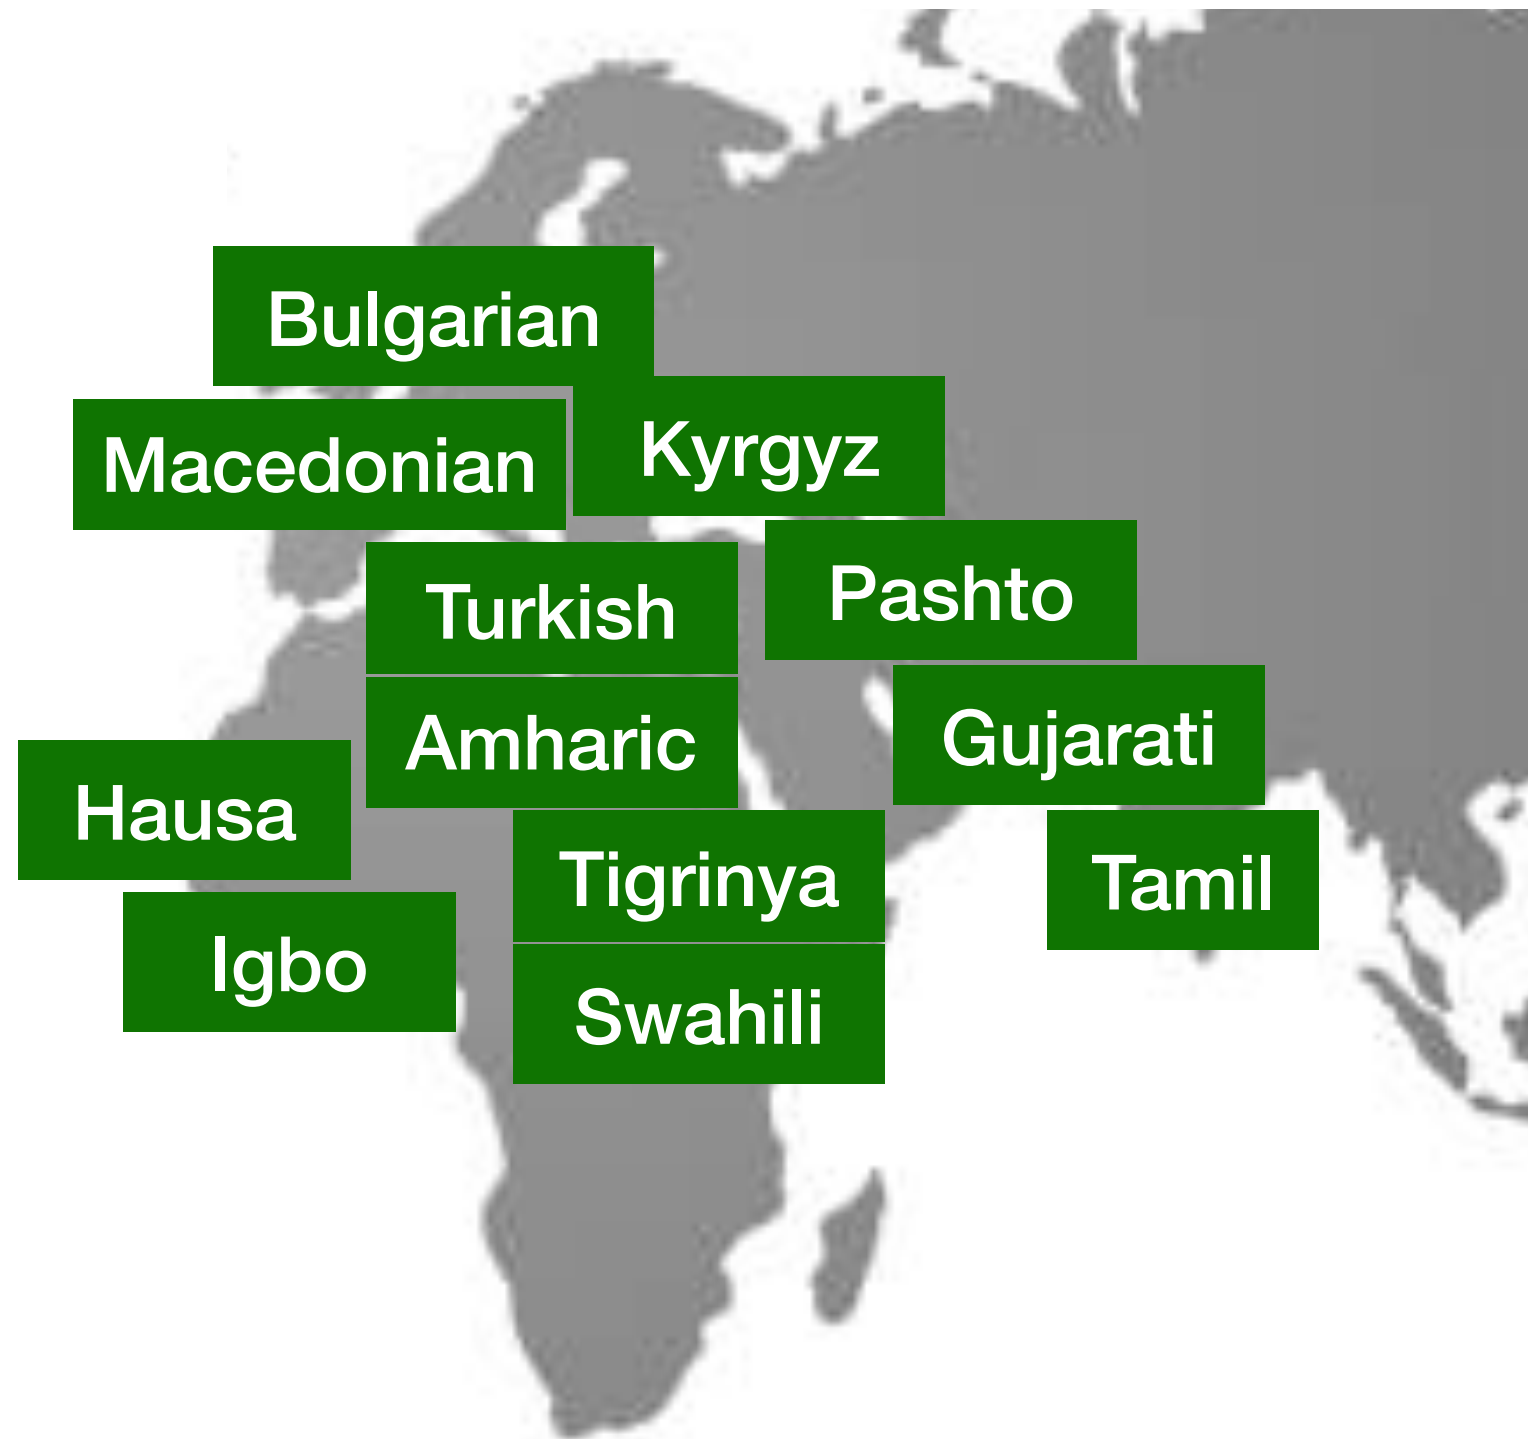 Bulgarian
Macedonian
Kyrgyz
Turkish
Pashto
Amharic
Gujarati
Hausa
Tigrinya
Tamil
Igbo
Swahili